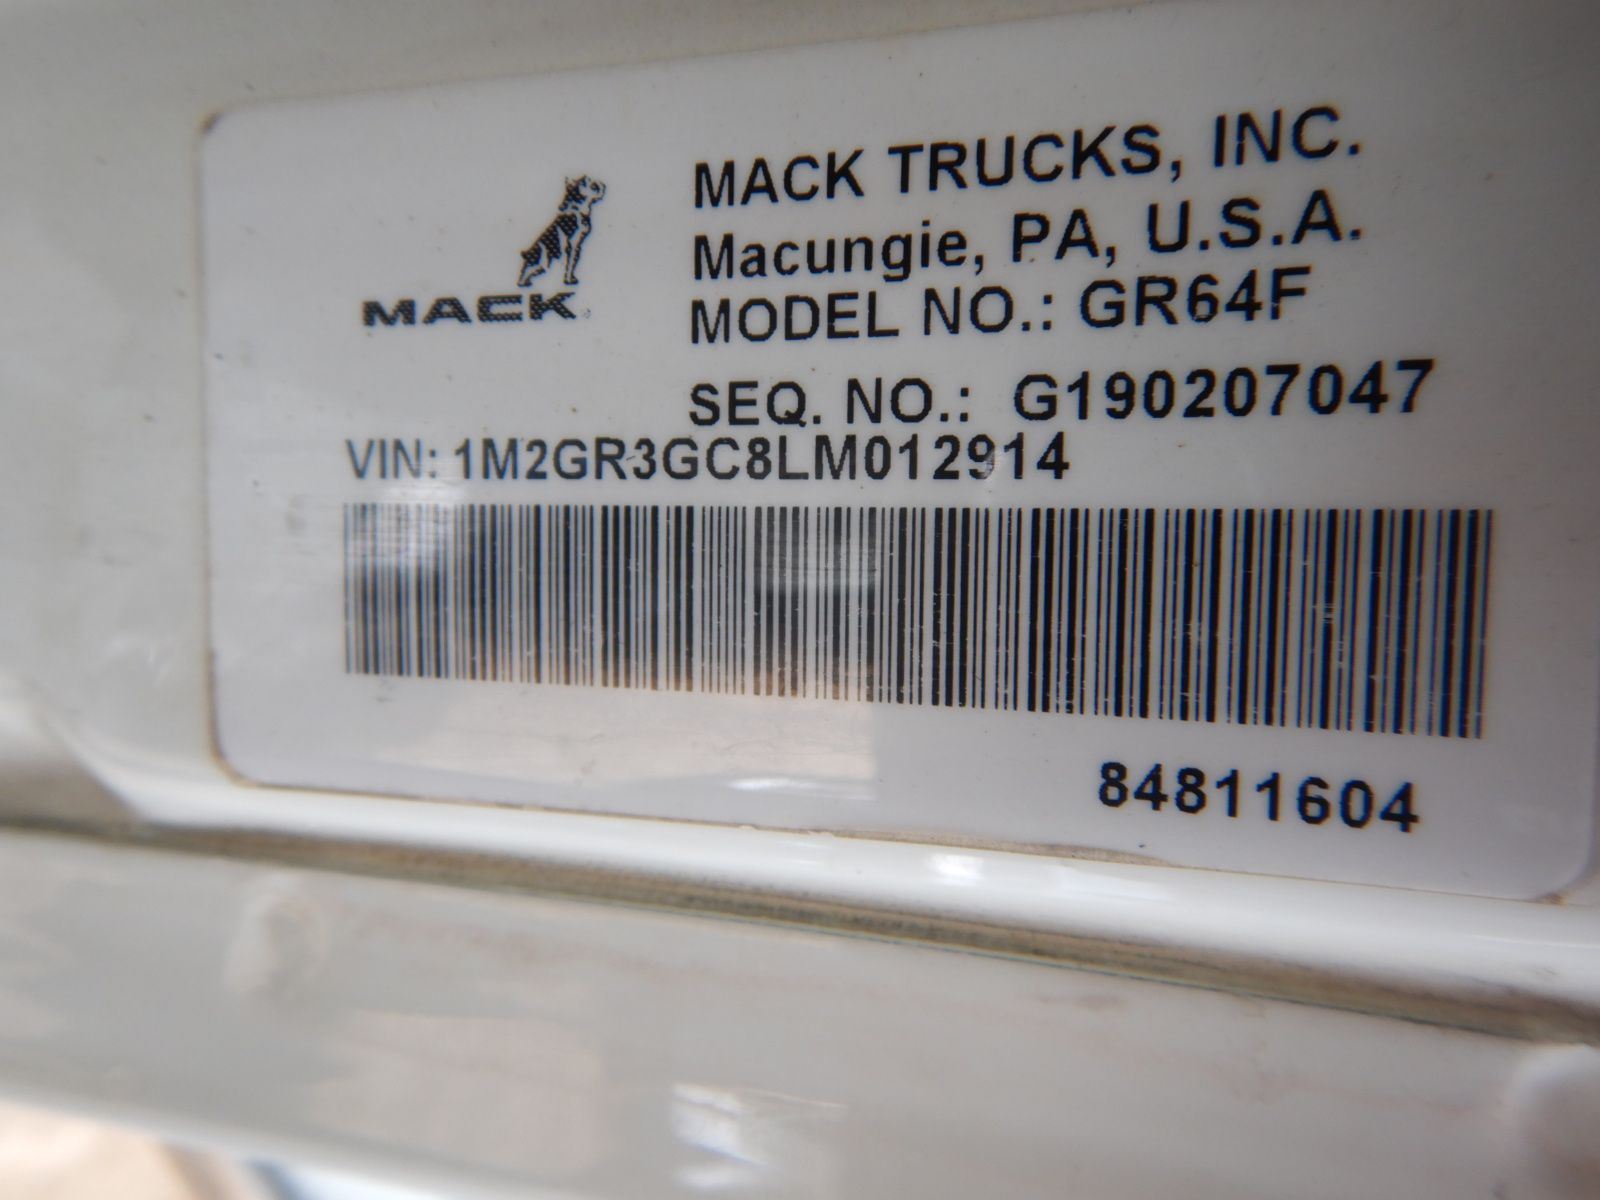 MACK
MACK TRUCKS, INC.
Macungie, PA, U.S.A.
MODEL NO.: GR64F
SEQ. NO.: G190207047
VIN: 1M2GR3GC8LM012914
84811604